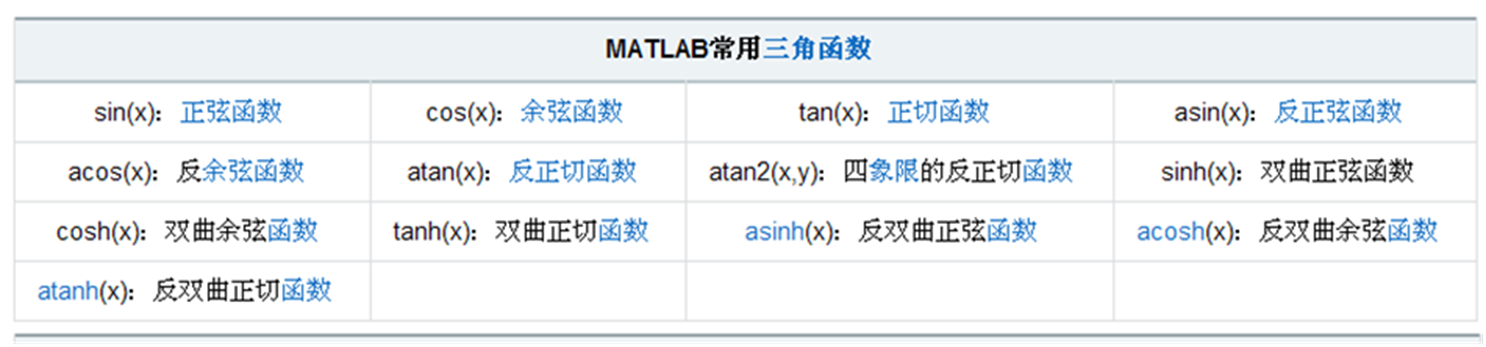 MATLAB常用三角函数
sin(x)：正弦函数 cos(x)：余弦函数 tan(x)：正切函数 asin(x)：反正弦函数
acos(x)：反余弦函数 atan(x)：反正切函数 atan2(x,y)：四象限的反正切函数 sinh(x)：双曲正弦函数
cosh(x)：双曲余弦函数 tanh(x)：双曲正切函数 asinh(x)：反双曲正弦函数 acosh(x)：反双曲余弦函数
atanh(x)：反双曲正切函数